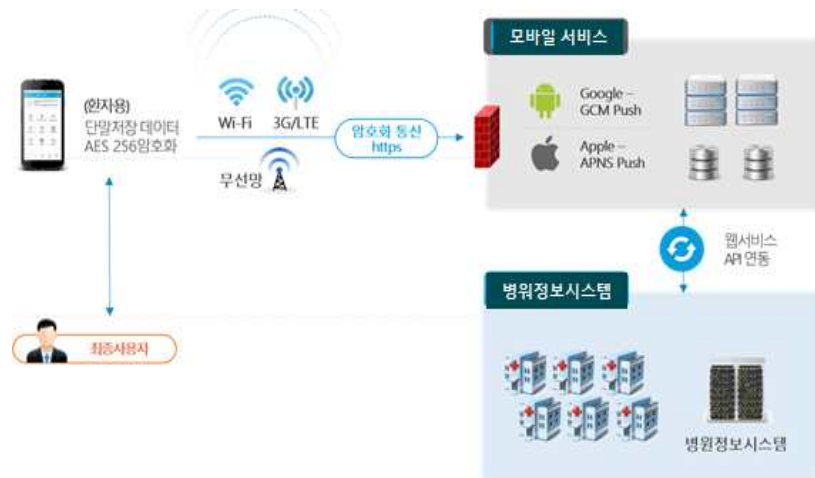 모바일 서비스
(환자용)
단말저장 데이터
AES 256암호화
Wi-Fi
3G/LTE
무선망
암호화 통신
https
Google –
GCM Push
Apple –
APNS Push
웹서비스
API 연동
병워정보시스템
최종사용자
병원정보시스템